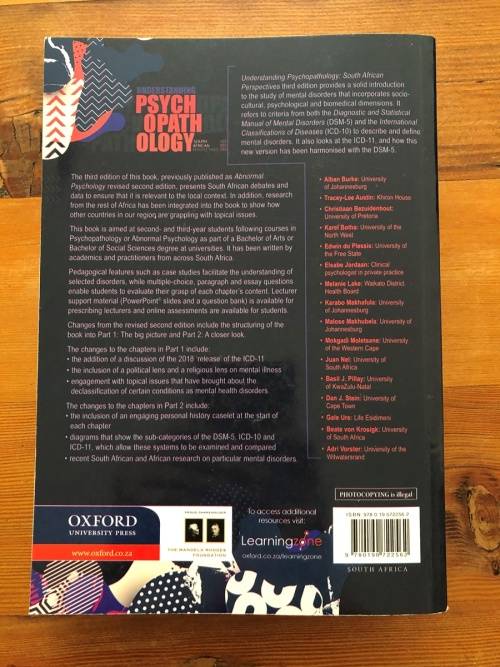 UNDERSTANDING
PSYCH
OPATH
OLOGY
SOUTH
AFRICAN
Understanding Psychopathology: South African
Perspectives third edition provides a solid introduction
to the study of mental disorders that incorporates socio-
cultural, psychological and biomedical dimensions. It
refers to criteria from both the Diagnostic and Statistical
Manual of Mental Disorders (DSM-5) and the International
Classifications of Diseases (ICD-10) to describe and define
mental disorders. It also looks at the ICD-11, and how this
new version has been harmonised with the DSM-5.
The third edition of this book, previously published as Abnormal
Psychology revised second edition, presents South African debates and
data to ensure that it is relevant to the local context. In addition, research
from the rest of Africa has been integrated into the book to show how
other countries in our region are grappling with topical issues.
This book is aimed at second- and third-year students following courses in
Psychopathology or Abnormal Psychology as part of a Bachelor of Arts or
Bachelor of Social Sciences degree at universities. It has been written by
academics and practitioners from across South Africa.
Pedagogical features such as case studies facilitate the understanding of
selected disorders, while multiple-choice, paragraph and essay questions
enable students to evaluate their grasp of each chapter's content. Lecturer
support material (PowerPoint® slides and a question bank) is available for
prescribing lecturers and online assessments are available for students.
Changes from the revised second edition include the structuring of the
book into Part 1: The big picture and Part 2: A closer look.
The changes to the chapters in Part 1 include:
• the addition of a discussion of the 2018 'release' of the ICD-11
• the inclusion of a political lens and a religious lens on mental illness
• engagement with topical issues that have brought about the
declassification of certain conditions as mental health disorders.
The changes to the chapters in Part 2 include:
• the inclusion of an engaging personal history caselet at the start of
each chapter
• diagrams that show the sub-categories of the DSM-5, ICD-10 and
ICD-11, which allow these systems to be examined and compared
• recent South African and African research on particular mental disorders.
• Alban Burke: University
of Johannesburg
• Tracey-Lee Austin: Khiron House
• Christiaan Bezuidenhout:
University of Pretoria
• Karel Botha: University of the
North West
• Edwin du Plessis: University of
the Free State
• Elsabe Jordaan: Clinical
psychologist in private practice
• Melanie Lake: Waikato District
Health Board
• Karabo Makhafula: University of
Johannesburg
• Malose Makhubela: University of
Johannesburg
• Mokgadi Moletsane: University
of the Western Cape
• Juan Nel: University of
South Africa
• Basil J. Pillay: University
of KwaZulu-Natal
• Dan J. Stein: University of
Cape Town
• Gale Ure: Life Esidimeni
• Beate von Krosigk: University
of South Africa
• Adri Vorster: University of the
Witwatersrand
PHOTOCOPYING is illegal
OXFORD
UNIVERSITY PRESS
www.oxford.co.za
PROUD SHAREHOLDER
THE MANDELA RHODES
FOUNDATION
To access additional
resources visit:
Learningzone
oxford.co.za/learningzone
ISBN: 978 0 19 072256 2
9 780190 722562
SOUTH AFRICA